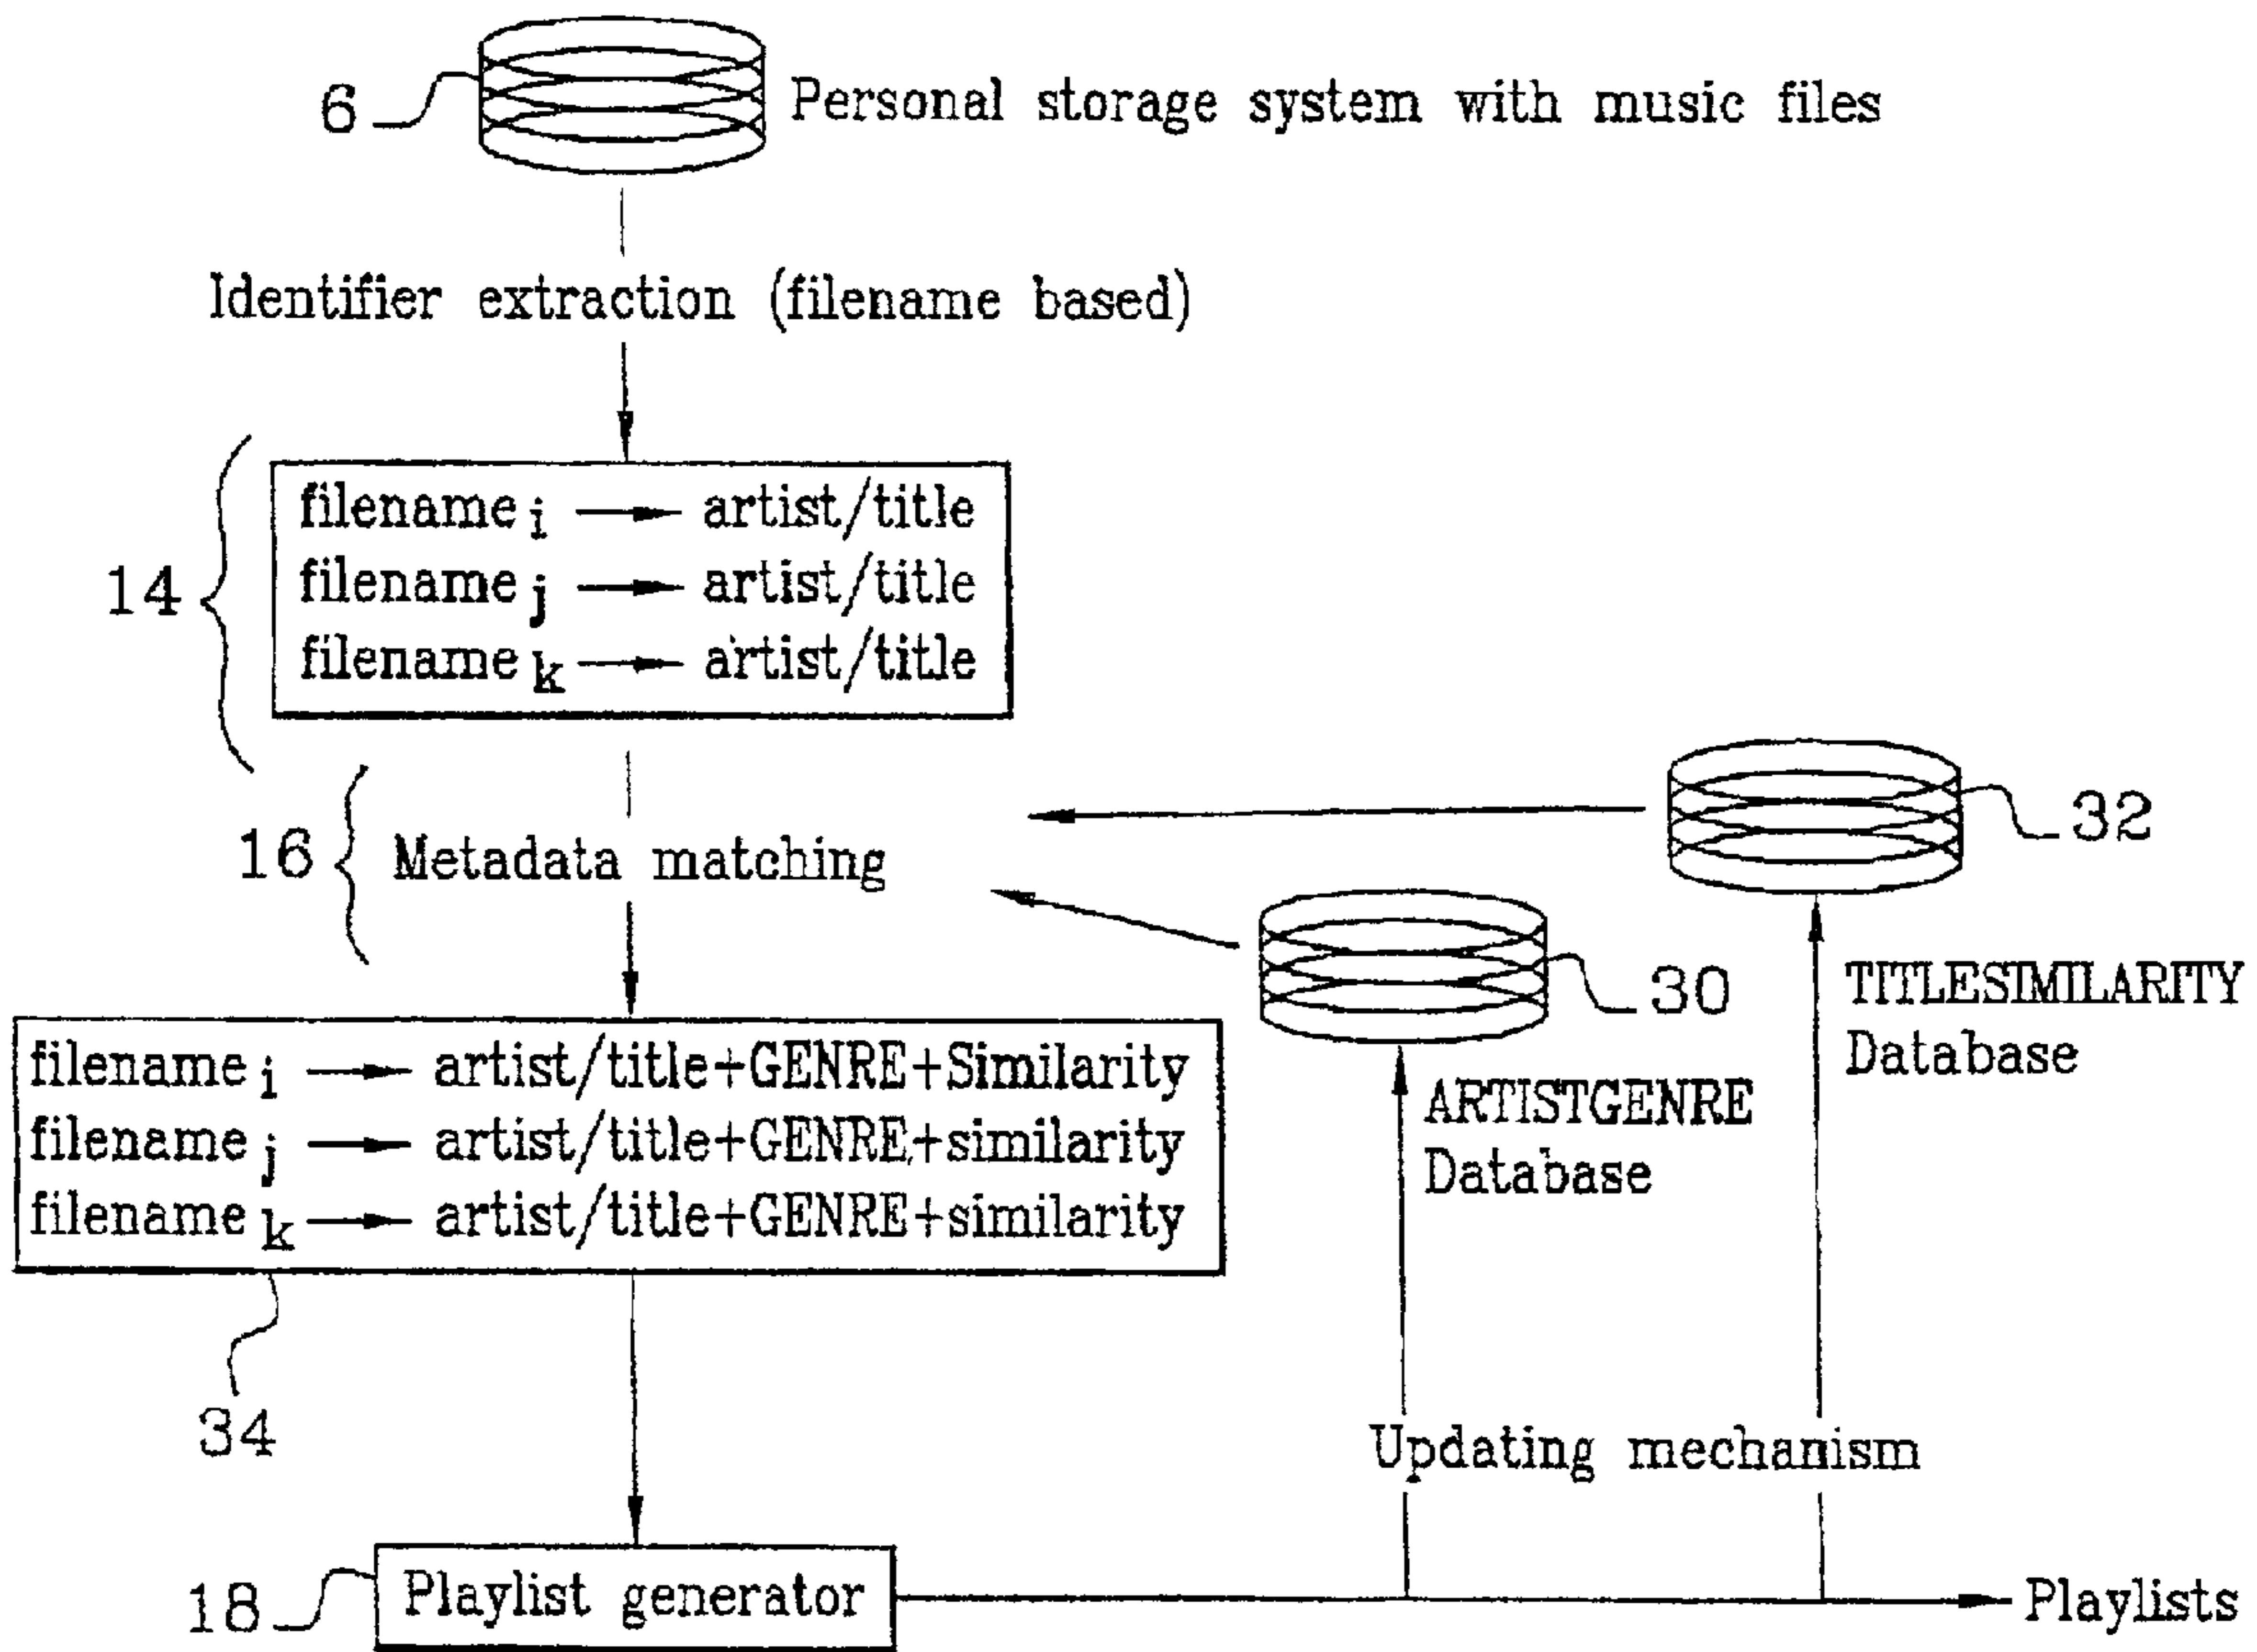 6 Personal storage system with music files
Identifier extraction (filename based)
14
filename i → artist/title
filename j → artist/title
filename k → artist/title
16 Metadata matching
32
30
TITLESIMILARITY
Database
ARTISTGENRE
Database
filename i → artist/title+GENRE+Similarity
filename j → artist/title+GENRE+similarity
filename k → artist/title+GENRE+similarity
34
Updating mechanism
18 Playlist generator
Playlists